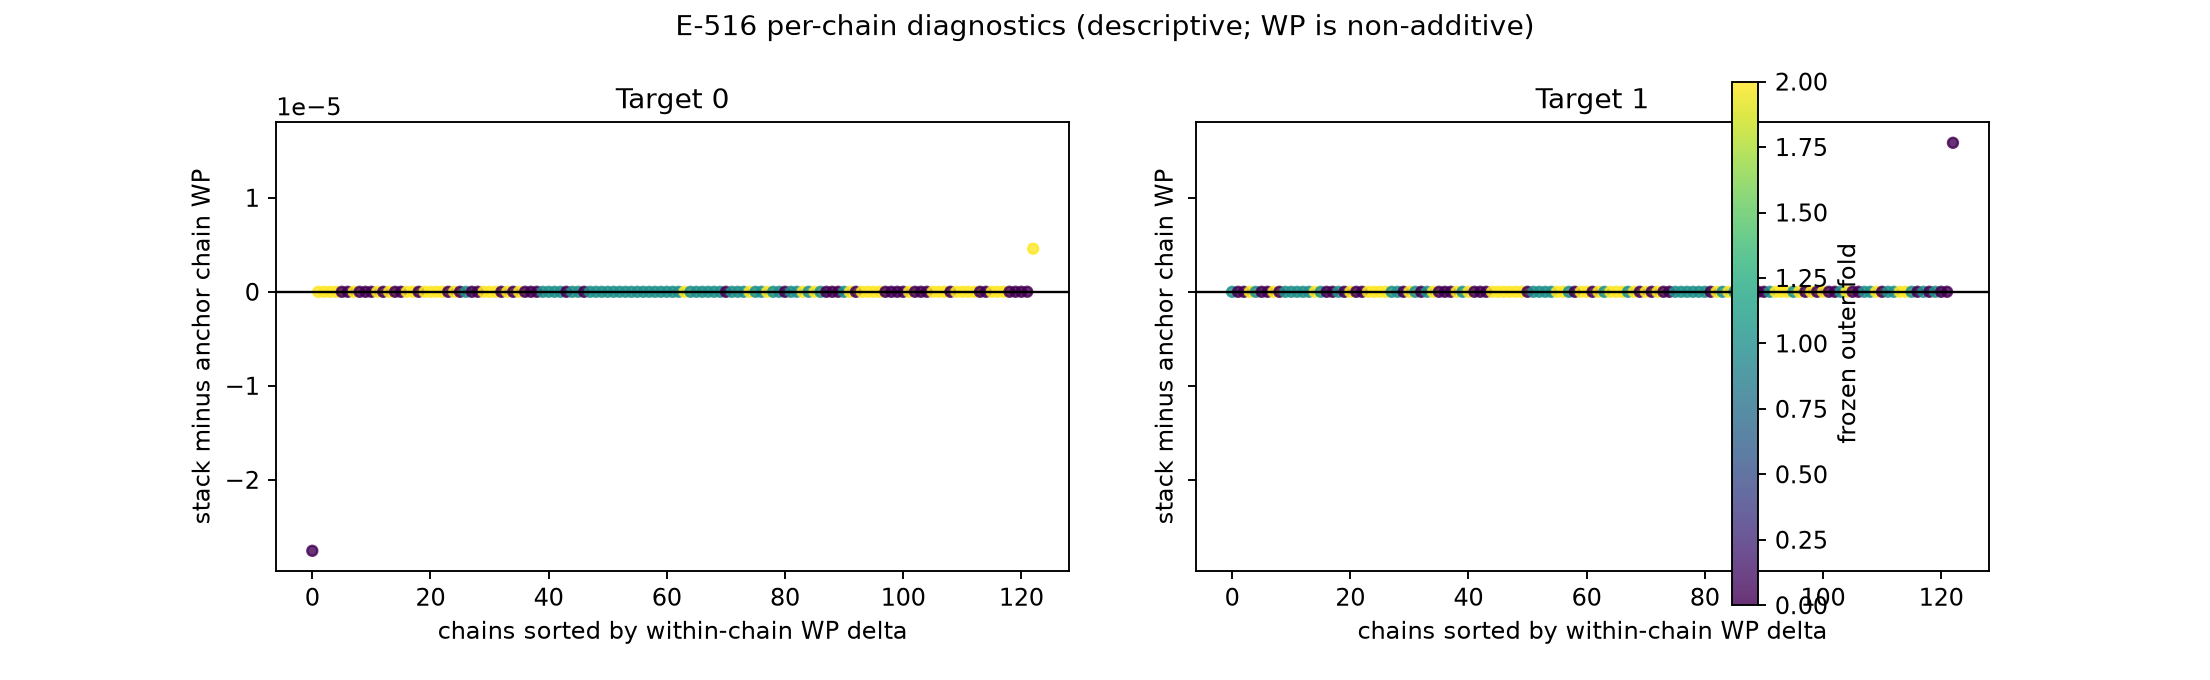 E-516 per-chain diagnostics (descriptive; WP is non-additive)
Target 0
1e−5
stack minus anchor chain WP
1
0
−1
−2
0 20 40 60 80 100 120
chains sorted by within-chain WP delta
Target 1
stack minus anchor chain WP
0 20 40 60 80 100 120
chains sorted by within-chain WP delta
2.00
1.75
1.50
1.25
1.00
0.75
0.50
0.25
0.00
frozen outer fold